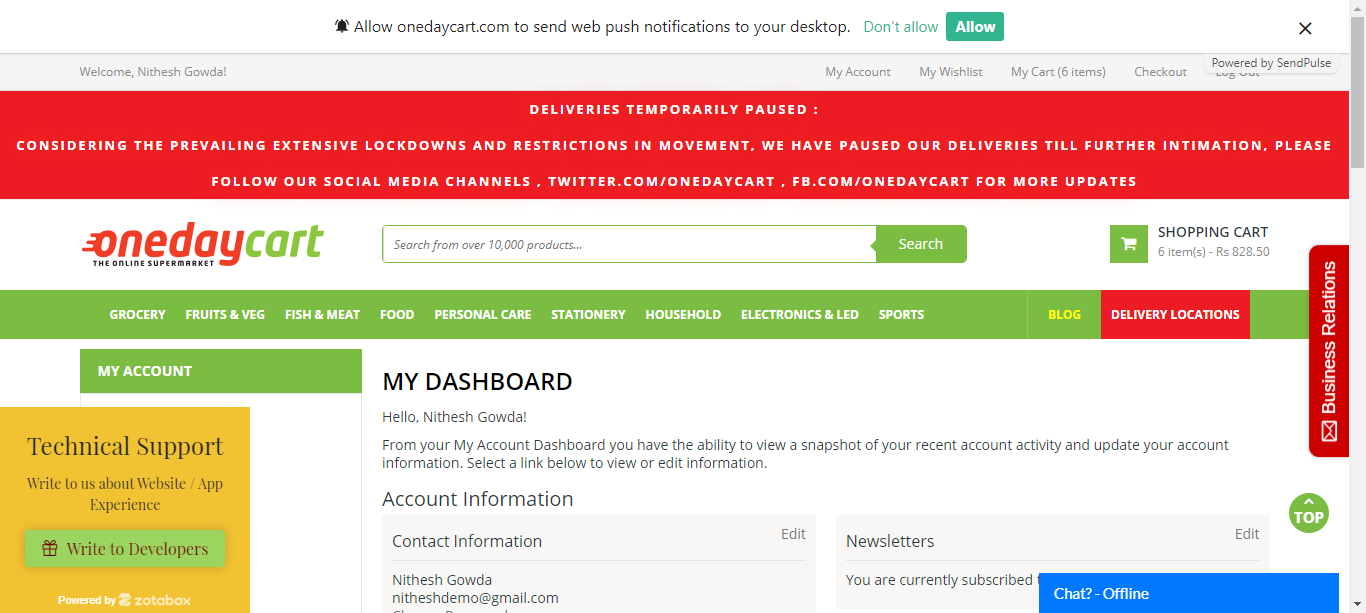 Allow onedaycart.com to send web push notifications to your desktop. Don't allow Allow
Powered by SendPulse
Welcome, Nithesh Gowda! My Account My Wishlist My Cart (6 items) Checkout Log Out
DELIVERIES TEMPORARILY PAUSED :
CONSIDERING THE PREVAILING EXTENSIVE LOCKDOWNS AND RESTRICTIONS IN MOVEMENT, WE HAVE PAUSED OUR DELIVERIES TILL FURTHER INTIMATION, PLEASE
FOLLOW OUR SOCIAL MEDIA CHANNELS , TWITTER.COM/ONEDAYCART , FB.COM/ONEDAYCART FOR MORE UPDATES
onedaycart
THE ONLINE SUPERMARKET
Search from over 10,000 products... Search
SHOPPING CART
6 item(s) - Rs 828.50
GROCERY FRUITS & VEG FISH & MEAT FOOD PERSONAL CARE STATIONERY HOUSEHOLD ELECTRONICS & LED SPORTS BLOG DELIVERY LOCATIONS
Business Relations
MY ACCOUNT
MY DASHBOARD
Hello, Nithesh Gowda!
From your My Account Dashboard you have the ability to view a snapshot of your recent account activity and update your account
information. Select a link below to view or edit information.
Account Information
Contact Information Edit
Nithesh Gowda
nitheshdemo@gmail.com
Newsletters Edit
You are currently subscribed
Technical Support
Write to us about Website / App
Experience
Write to Developers
Powered by zotabox
TOP
Chat? - Offline